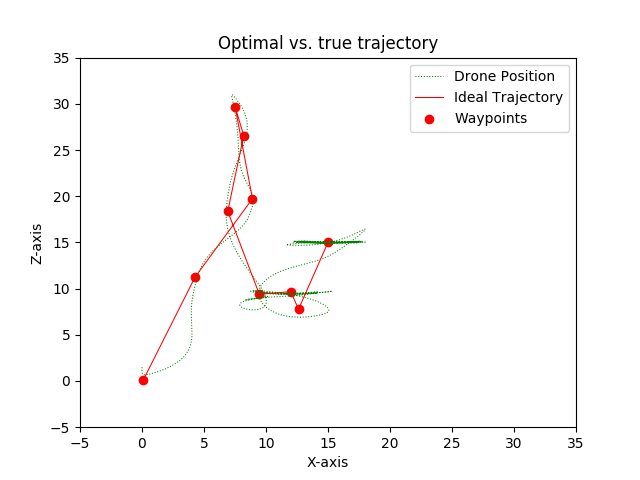 Optimal vs. true trajectory
Drone Position
Ideal Trajectory
Waypoints
35
30
25
20
15
10
5
0
−5
Z-axis
−5 0 5 10 15 20 25 30 35
X-axis